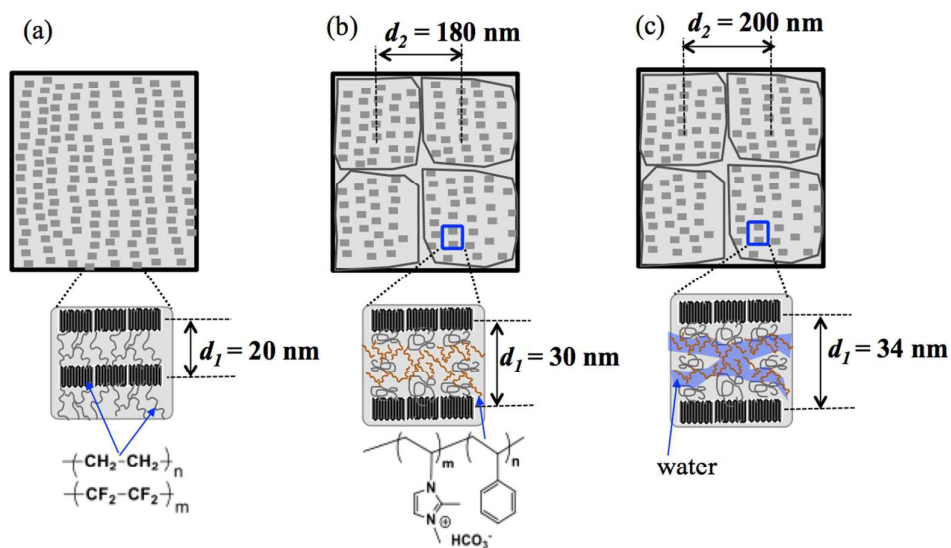 (a)
(b)
d2 = 180 nm
(c)
d2 = 200 nm
d1 = 20 nm
d1 = 30 nm
d1 = 34 nm
water
CH2-CH2 n
CF2-CF2 m
m
n
N
N
⊕
HCO3-